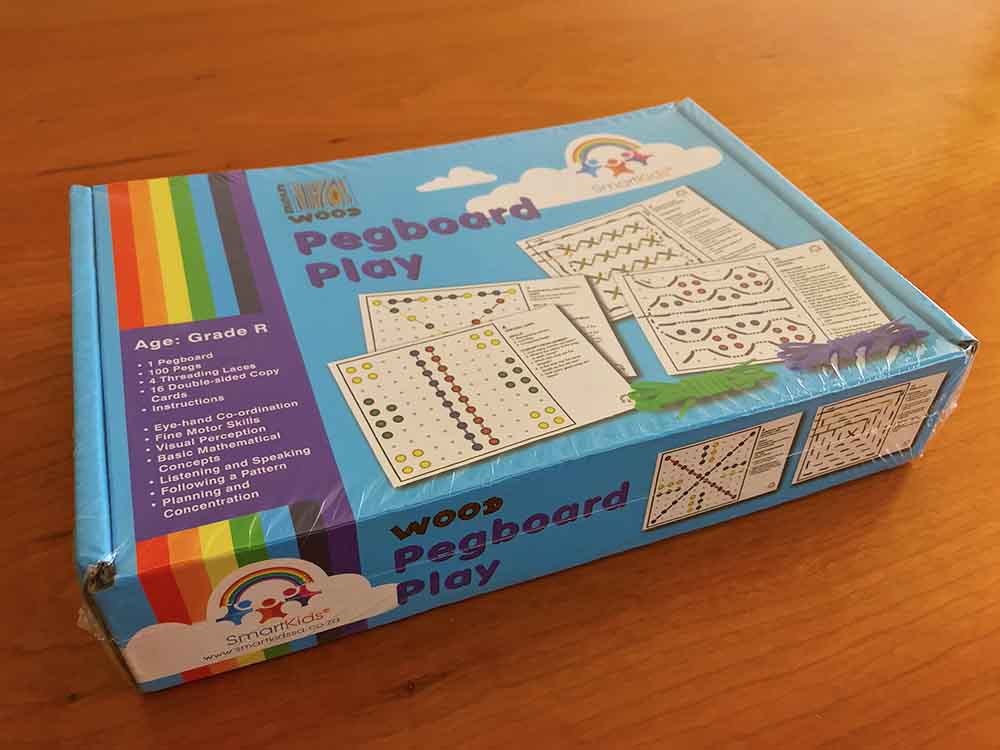 WOOD
Pegboard
Play
SmartKids®
Age: Grade R
• 1 Pegboard
• 100 Pegs
• 4 Threading Laces
• 16 Double-sided Copy
Cards
• Instructions
• Eye-hand Co-ordination
• Fine Motor Skills
• Visual Perception
• Basic Mathematical
Concepts
• Listening and Speaking
• Following a Pattern
• Planning and
Concentration
WOOD
Pegboard
Play
SmartKids®
www.smartkidssa.co.za